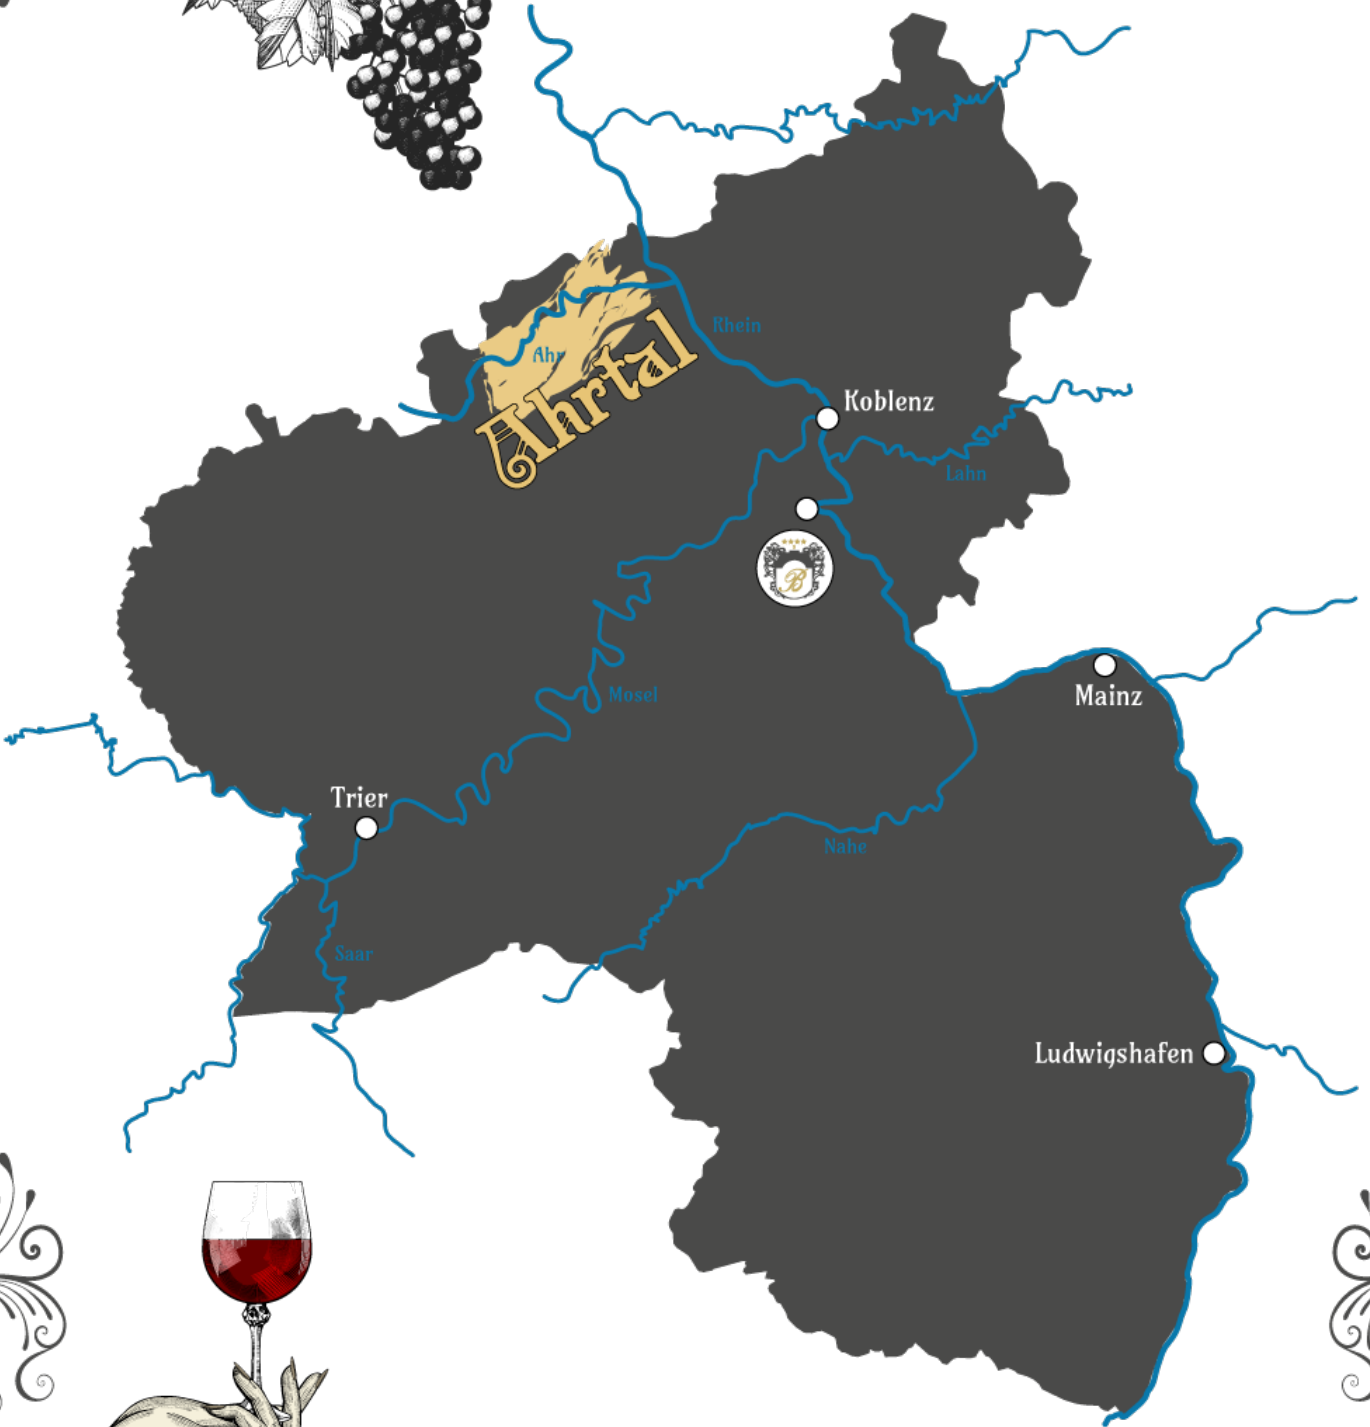 Rhein
Ahr
Ahrtal
Koblenz
Lahn
B
Mosel
Mainz
Trier
Nahe
Saar
Ludwigshafen